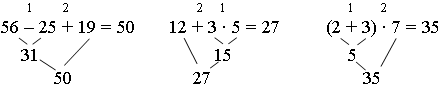 1 2 2 1 1 2
56 – 25 + 19 = 50 12 + 3 · 5 = 27 (2 + 3) · 7 = 35
31 15 5
50 27 35